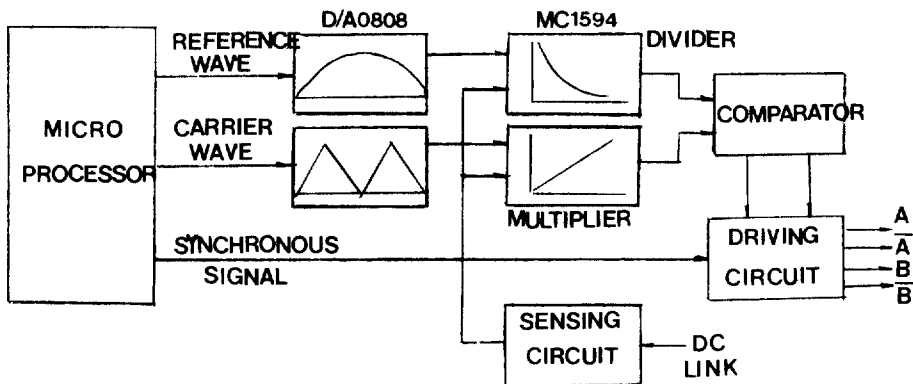 D/A0808
MC1594
REFERENCE
WAVE
DIVIDER
MICRO
PROCESSOR
CARRIER
WAVE
COMPARATOR
MULTIPLIER
SYNCHRONOUS
SIGNAL
DRIVING
CIRCUIT
A
A̅
B
B̅
SENSING
CIRCUIT
DC
LINK